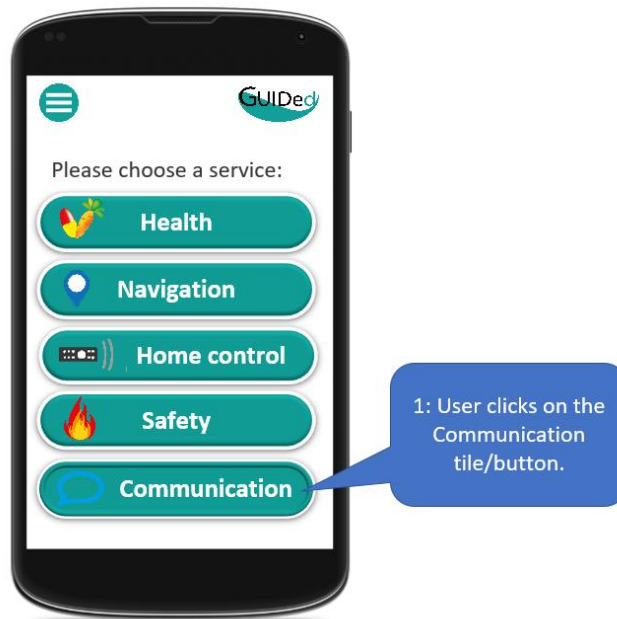 GUIDed
Please choose a service:
Health
Navigation
Home control
Safety
Communication
1: User clicks on the
Communication
tile/button.